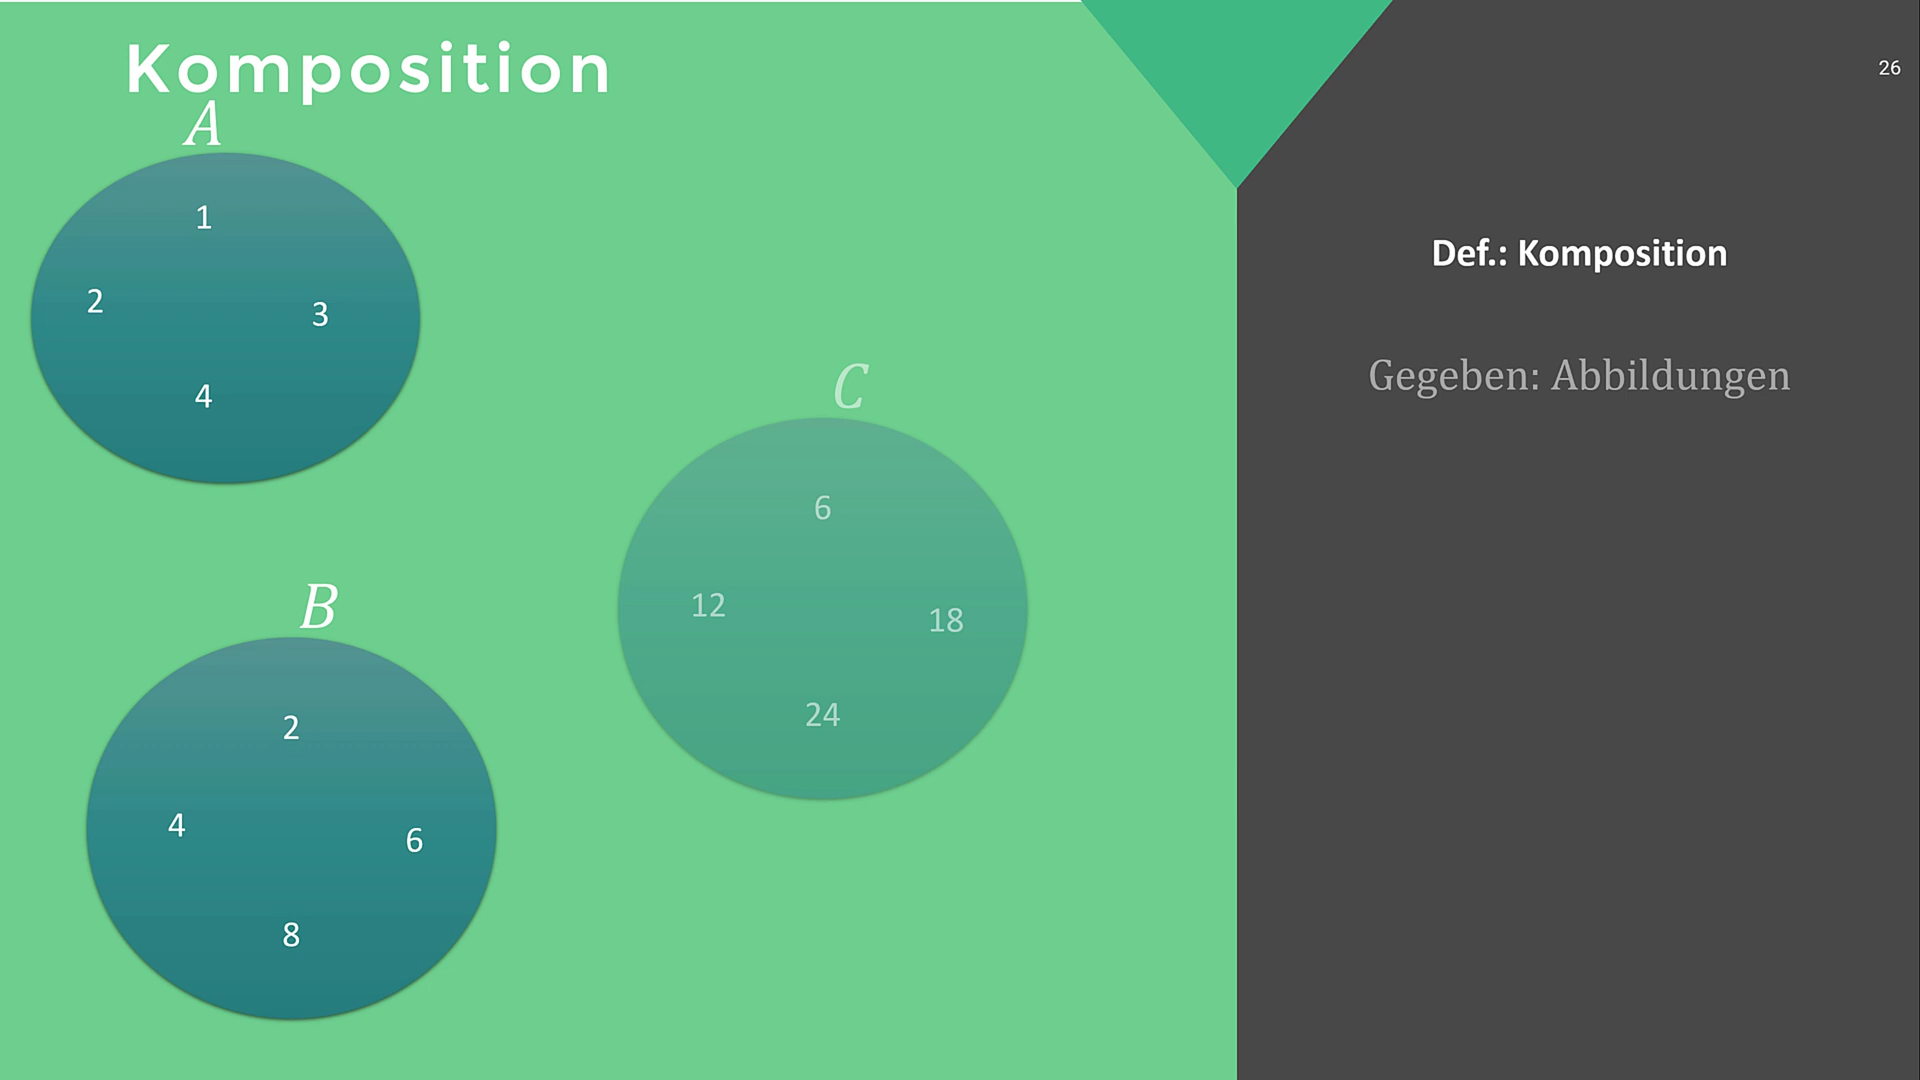 Komposition
A
1
2
3
4
B
2
4
6
8
C
6
12
18
24
26
Def.: Komposition
Gegeben: Abbildungen